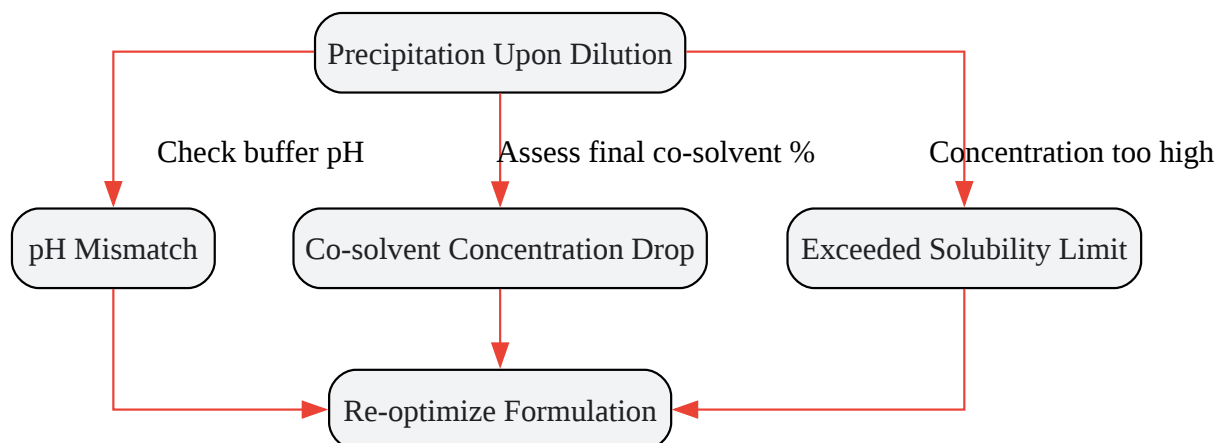 Precipitation Upon Dilution
Check buffer pH
Assess final co-solvent %
Concentration too high
pH Mismatch
Co-solvent Concentration Drop
Exceeded Solubility Limit
Re-optimize Formulation